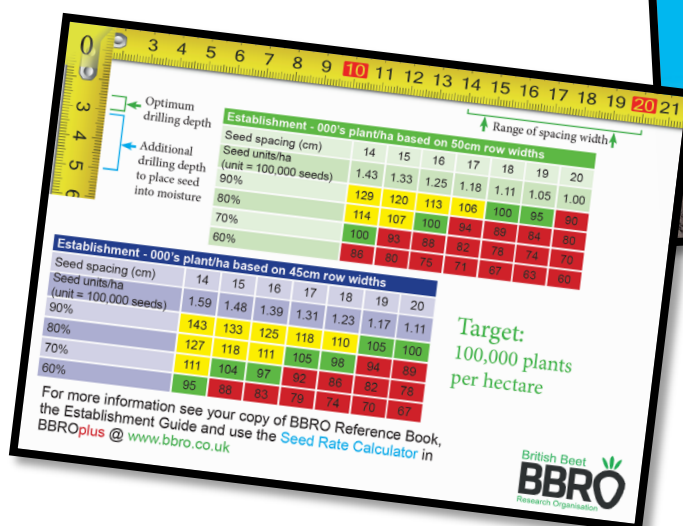 0 3 4 5 6 7 8 9 10 11 12 13 14 15 16 17 18 19 20 21
3
4
5
Optimum
drilling depth
Additional
drilling depth
to place seed
into moisture
Range of spacing width
Establishment - 000's plant/ha based on 50cm row widths
Seed spacing (cm) 14 15 16 17 18 19 20
Seed units/ha
(unit = 100,000 seeds) 1.43 1.33 1.25 1.18 1.11 1.05 1.00
90% 129 120 113 106 100 95 90
80% 114 107 100 94 89 84 80
70% 100 93 88 82 78 74 70
60% 86 80 75 71 67 63 60
Establishment - 000's plant/ha based on 45cm row widths
Seed spacing (cm) 14 15 16 17 18 19 20
Seed units/ha
(unit = 100,000 seeds) 1.59 1.48 1.39 1.31 1.23 1.17 1.11
90% 143 133 125 118 110 105 100
80% 127 118 111 105 98 94 89
70% 111 104 97 92 86 82 78
60% 95 88 83 79 74 70 67
Target:
100,000 plants
per hectare
For more information see your copy of BBRO Reference Book,
the Establishment Guide and use the Seed Rate Calculator in
BBROplus @ www.bbro.co.uk
British Beet
BBRO
Research Organisation